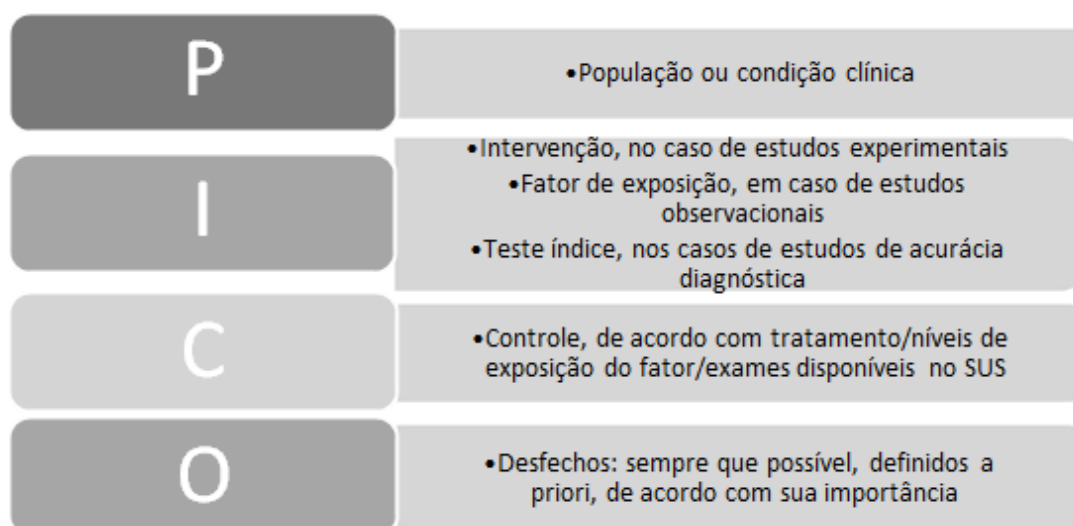 P
•População ou condição clínica
I
•Intervenção, no caso de estudos experimentais
•Fator de exposição, em caso de estudos
observacionais
•Teste índice, nos casos de estudos de acurácia
diagnóstica
C
•Controle, de acordo com tratamento/níveis de
exposição do fator/exames disponíveis no SUS
O
•Desfechos: sempre que possível, definidos a
priori, de acordo com sua importância